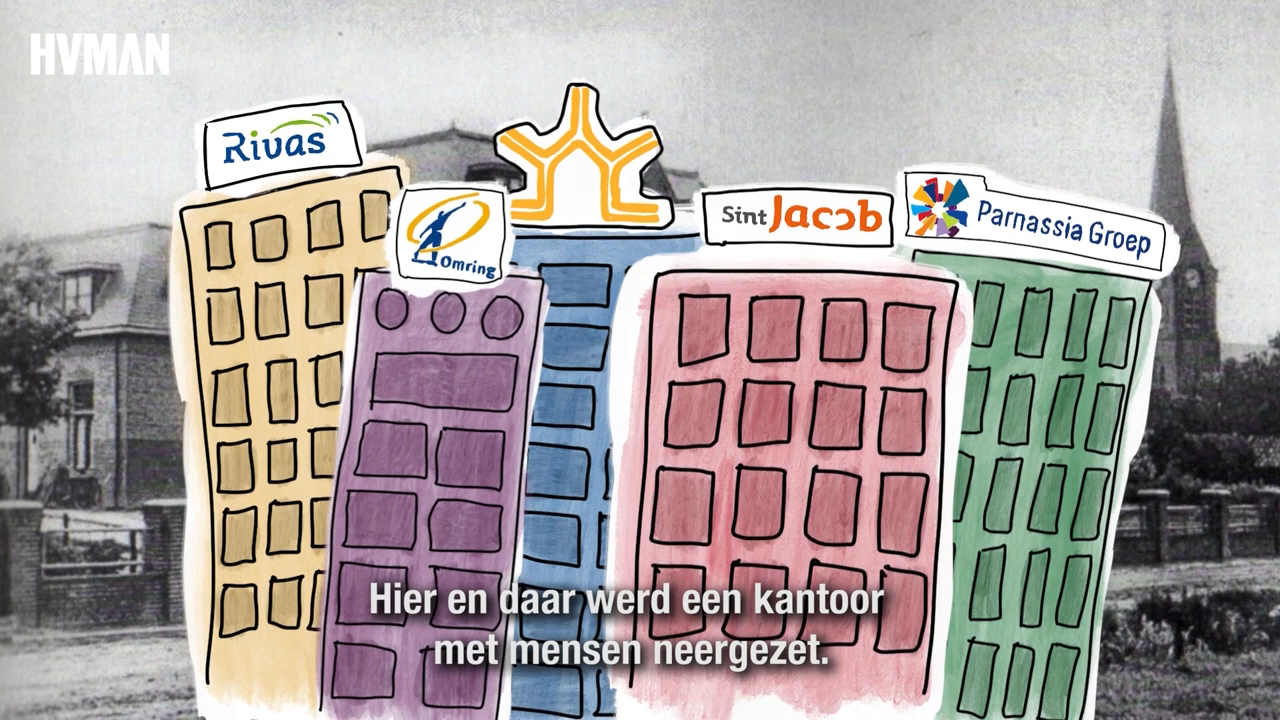 HVMAN
Rivas
Omring
Sint Jacob
Parnassia Groep
Hier en daar werd een kantoor
met mensen neergezet.